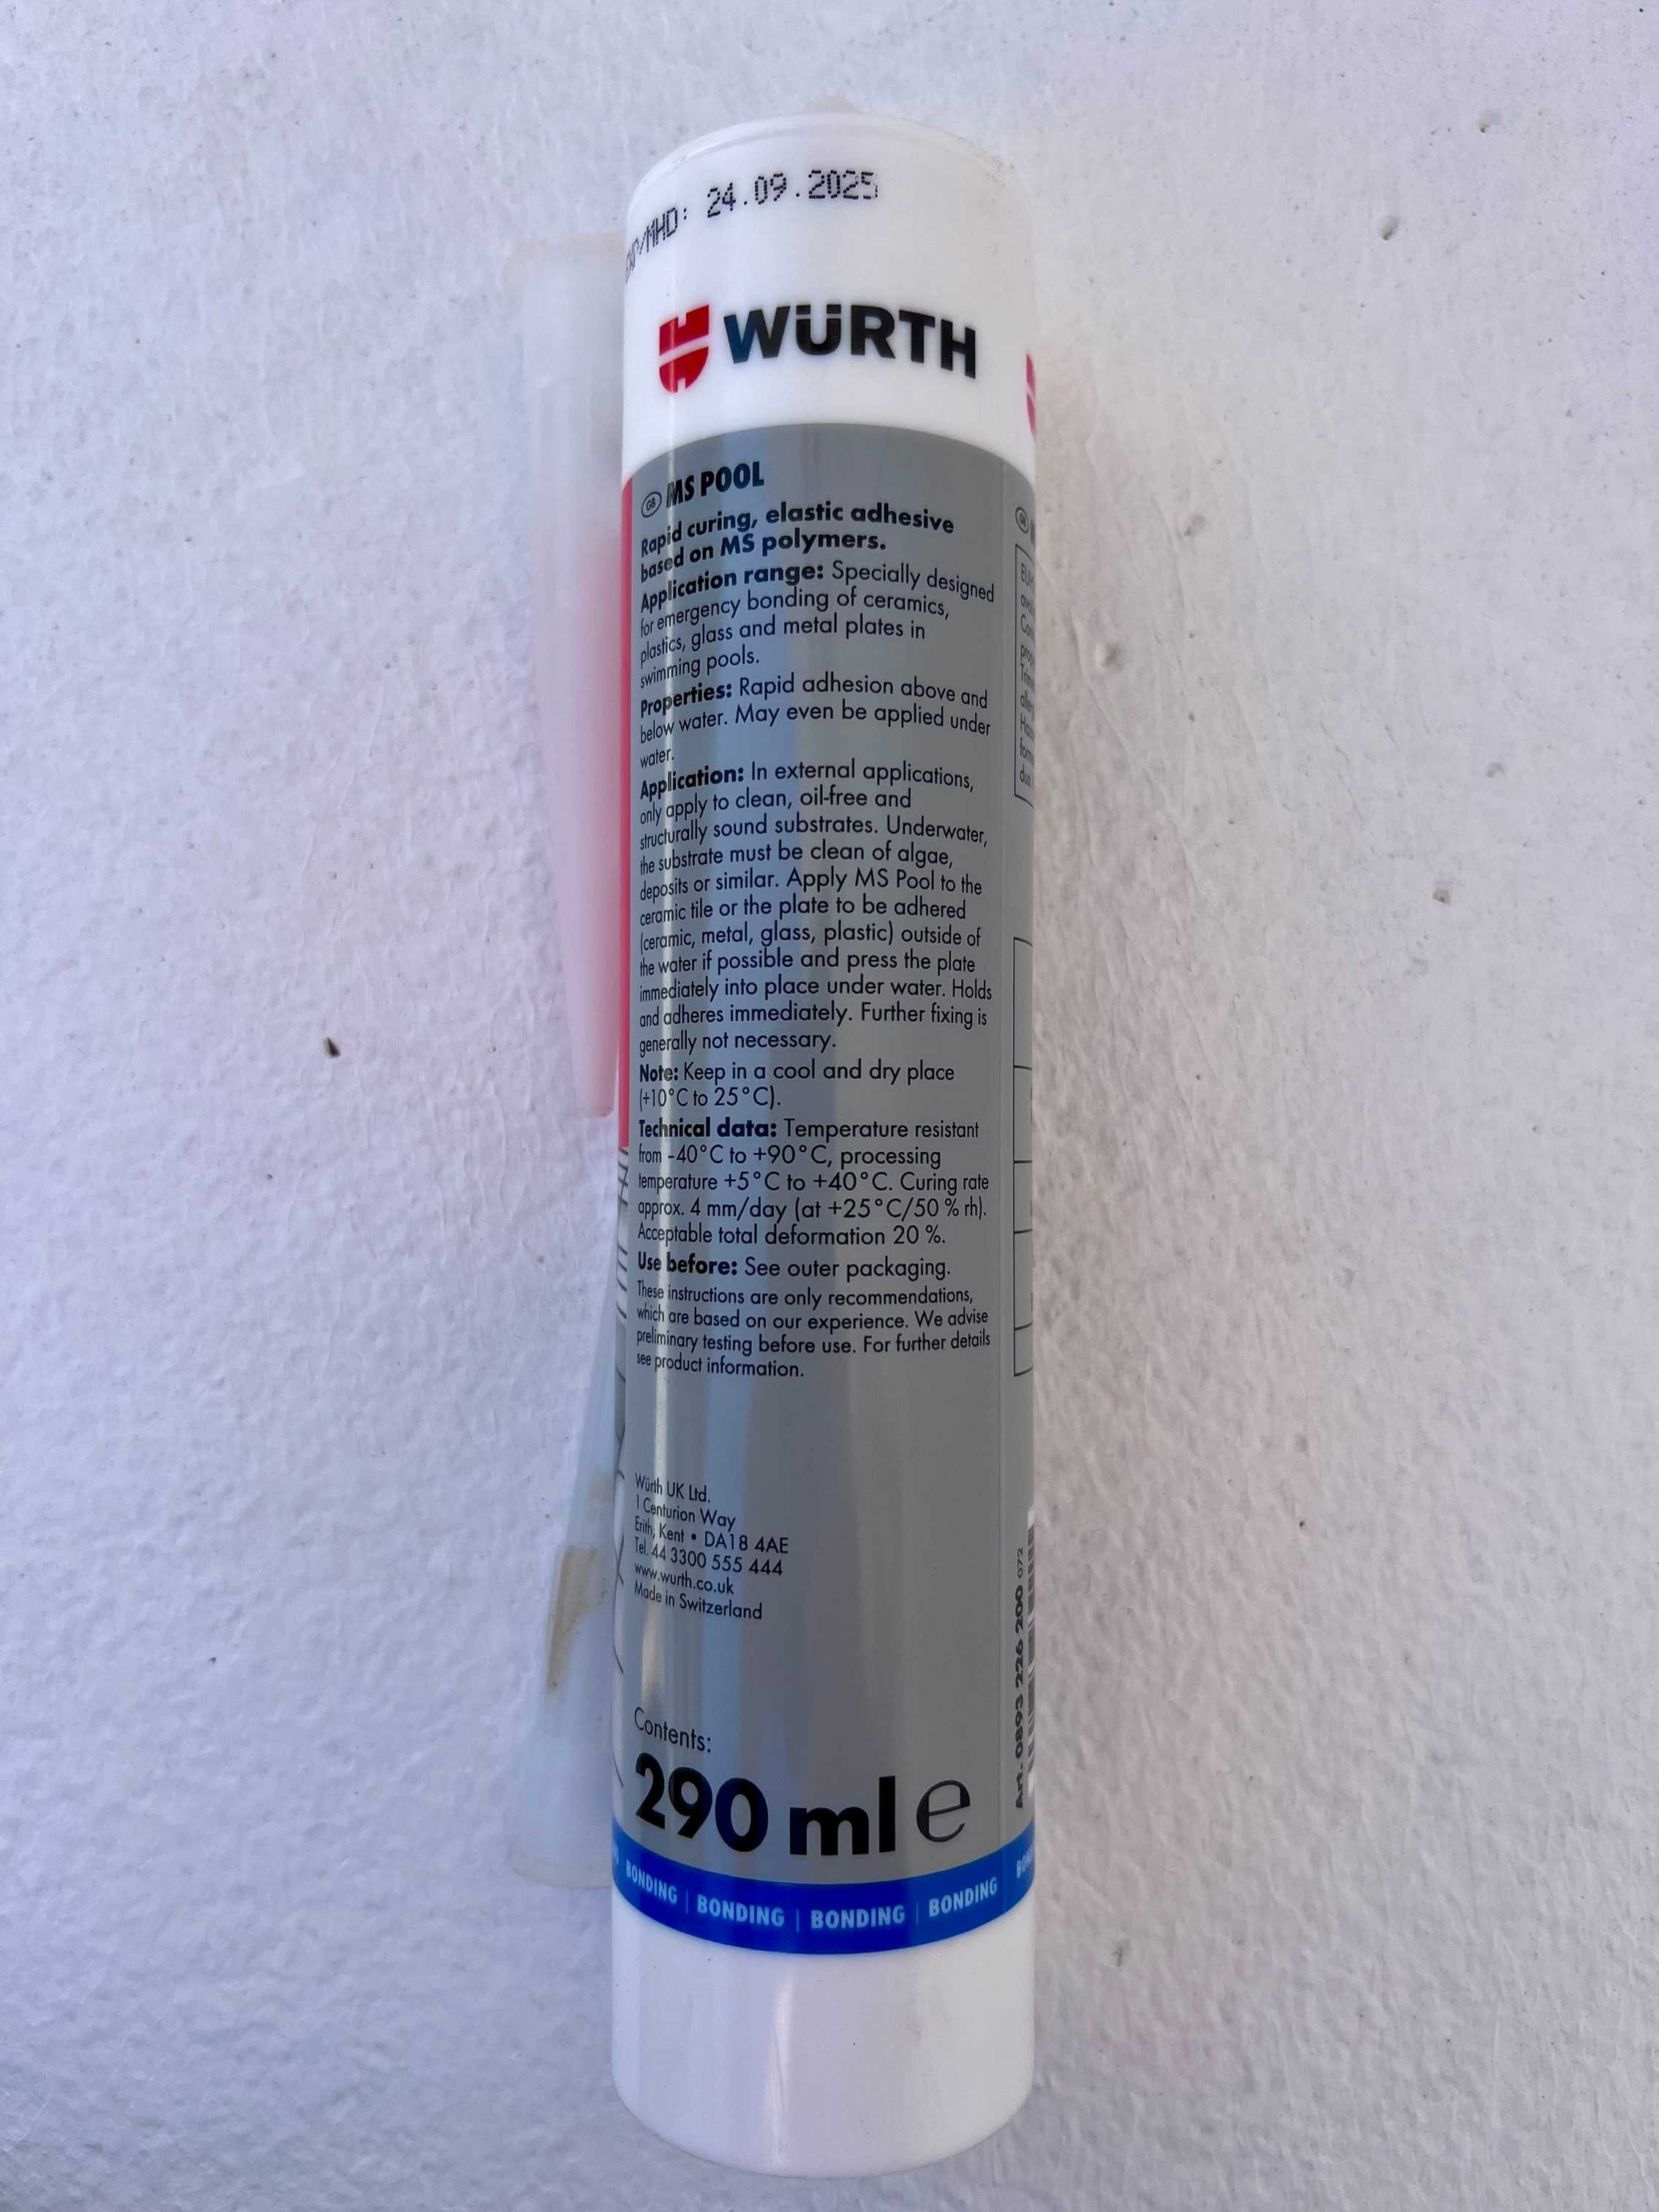 EXP/MHD: 24.09.2025
WÜRTH
GB MS POOL
Rapid curing, elastic adhesive
based on MS polymers.
Application range: Specially designed
for emergency bonding of ceramics,
plastics, glass and metal plates in
swimming pools.
Properties: Rapid adhesion above and
below water. May even be applied under
water.
Application: In external applications,
only apply to clean, oil-free and
structurally sound substrates. Underwater,
the substrate must be clean of algae,
deposits or similar. Apply MS Pool to the
ceramic tile or the plate to be adhered
(ceramic, metal, glass, plastic) outside of
the water if possible and press the plate
immediately into place under water. Holds
and adheres immediately. Further fixing is
generally not necessary.
Note: Keep in a cool and dry place
(+10°C to 25°C).
Technical data: Temperature resistant
from -40°C to +90°C, processing
temperature +5°C to +40°C. Curing rate
approx. 4 mm/day (at +25°C/50 % rh).
Acceptable total deformation 20 %.
Use before: See outer packaging.
These instructions are only recommendations,
which are based on our experience. We advise
preliminary testing before use. For further details
see product information.
Würth UK Ltd.
1 Centurion Way
Erith, Kent • DA18 4AE
Tel. 44 3300 555 444
www.wurth.co.uk
Made in Switzerland
Contents:
290 ml e
BONDING | BONDING | BONDING | BONDING
Art. 0893 226 200 072